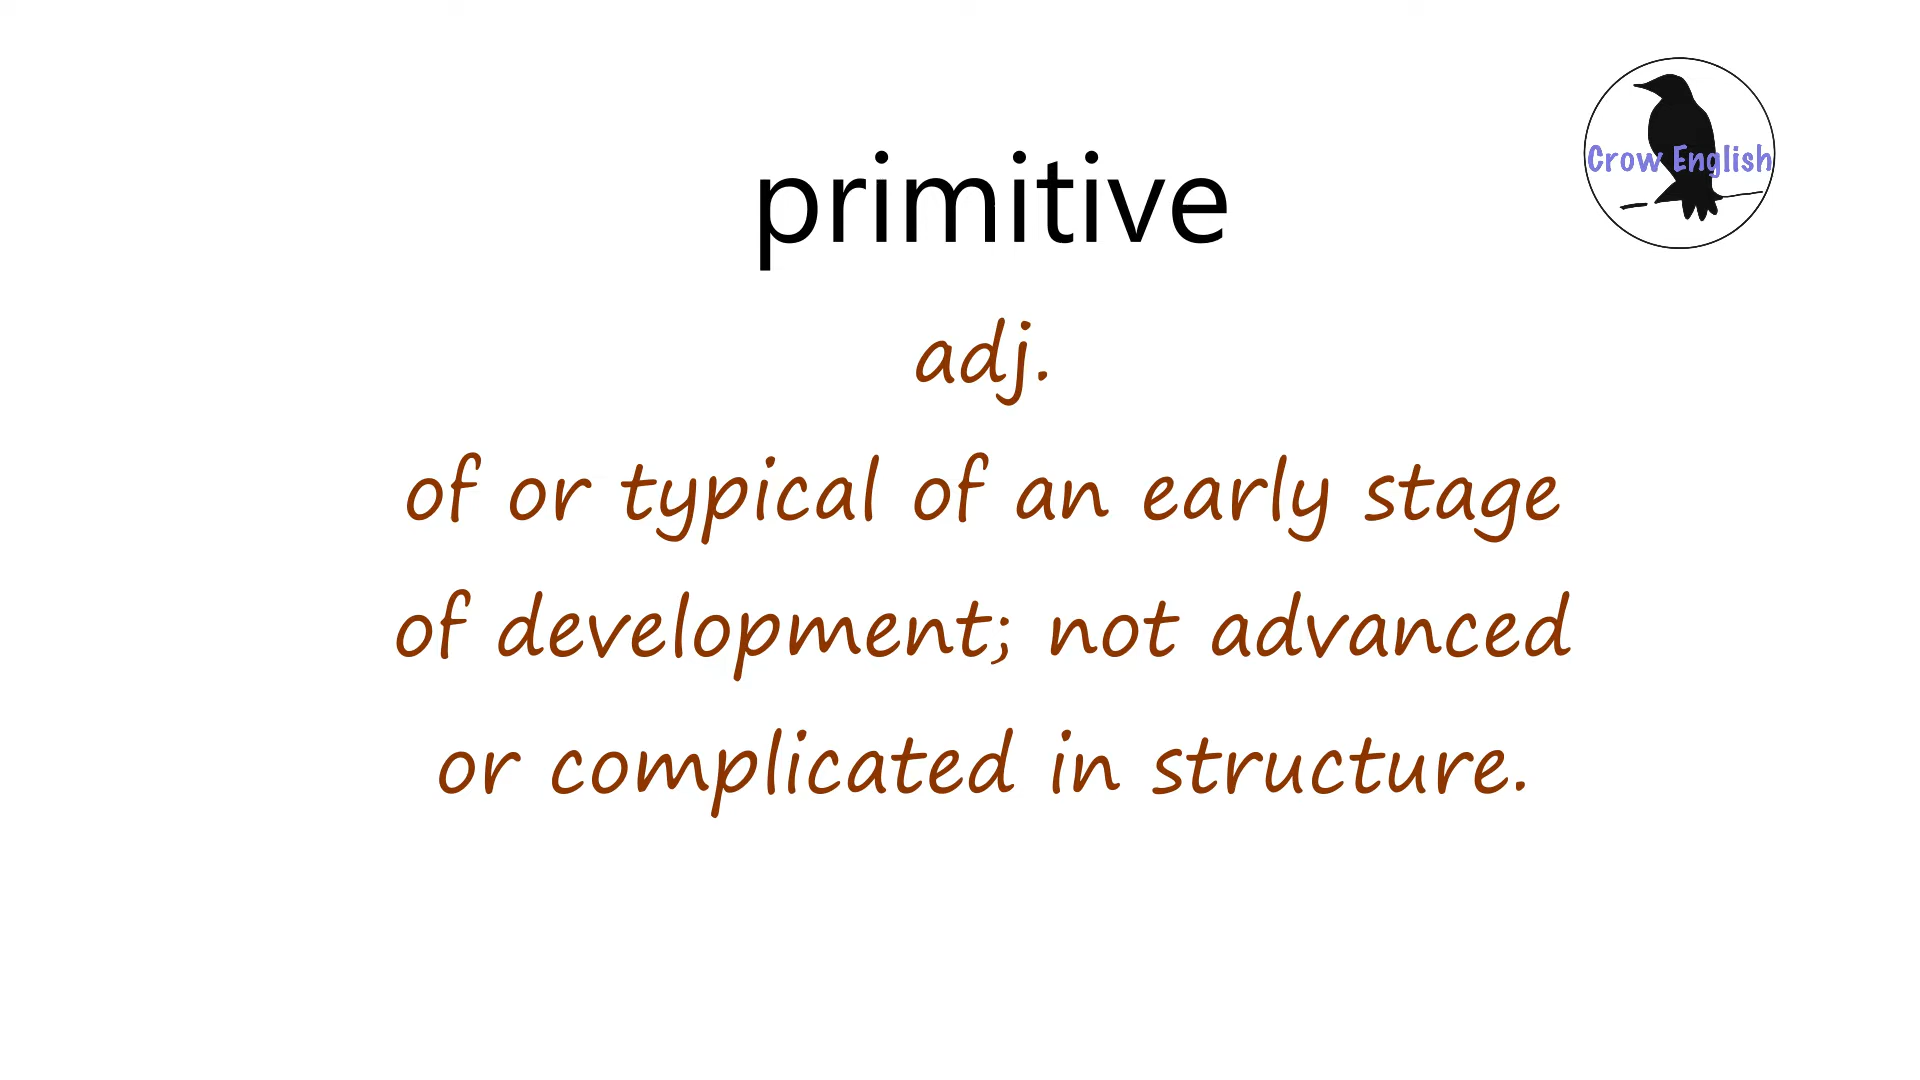 Crow English
primitive
adj.
of or typical of an early stage
of development; not advanced
or complicated in structure.